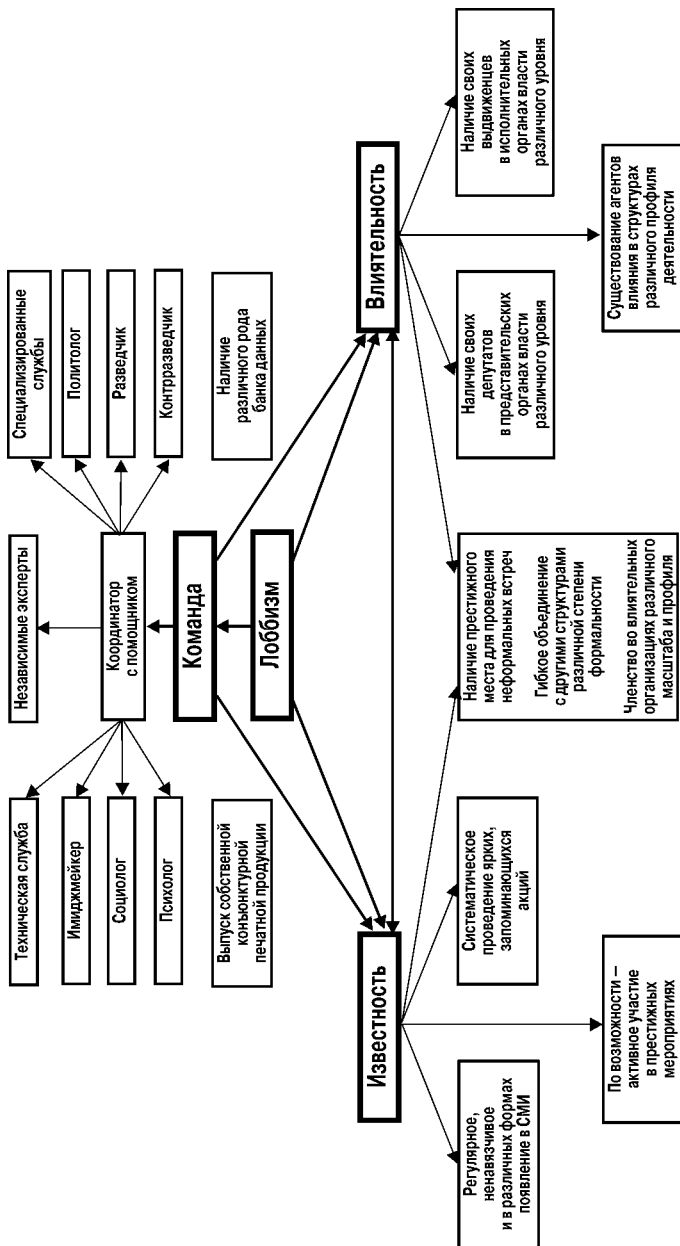 Независимые эксперты
Техническая служба
Имиджмейкер
Социолог
Психолог
Координатор
с помощником
Специализированные
службы
Политолог
Разведчик
Контрразведчик
Выпуск собственной
конъюнктурной
печатной продукции
Команда
Лоббизм
Наличие
различного рода
банка данных
Известность
Влиятельность
Регулярное,
ненавязчивое
и в различных формах
появление в СМИ
Систематическое
проведение ярких,
запоминающихся
акций
Наличие престижного
места для проведения
неформальных встреч
Гибкое объединение
с другими структурами
различной степени
формальности
Членство во влиятельных
организациях различного
масштаба и профиля
Наличие своих
депутатов
в представительских
органах власти
различного уровня
Наличие своих
выдвиженцев
в исполнительных
органах власти
различного уровня
По возможности —
активное участие
в престижных
мероприятиях
Существование агентов
влияния в структурах
различного профиля
деятельности